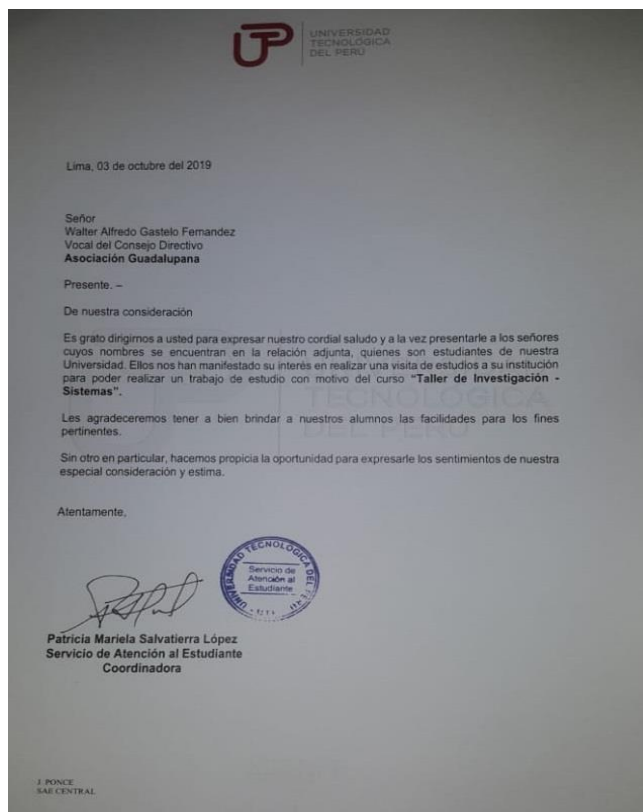 UTP
UNIVERSIDAD
TECNOLÓGICA
DEL PERÚ
Lima, 03 de octubre del 2019
Señor
Walter Alfredo Gastelo Fernandez
Vocal del Consejo Directivo
Asociación Guadalupana
Presente. –
De nuestra consideración
Es grato dirigirnos a usted para expresar nuestro cordial saludo y a la vez presentarle a los señores
cuyos nombres se encuentran en la relación adjunta, quienes son estudiantes de nuestra
Universidad. Ellos nos han manifestado su interés en realizar una visita de estudios a su institución
para poder realizar un trabajo de estudio con motivo del curso “Taller de Investigación -
Sistemas”.
TECNOLÓGICA
Les agradeceremos tener a bien brindar a nuestros alumnos las facilidades para los fines
pertinentes.
DEL PERÚ
Sin otro en particular, hacemos propicia la oportunidad para expresarle los sentimientos de nuestra
especial consideración y estima.
Atentamente,
UNIVERSIDAD TECNOLÓGICA DEL PERÚ
Servicio de
Atención al
Estudiante
Patricia Mariela Salvatierra López
Servicio de Atención al Estudiante
Coordinadora
J. PONCE
SAE CENTRAL